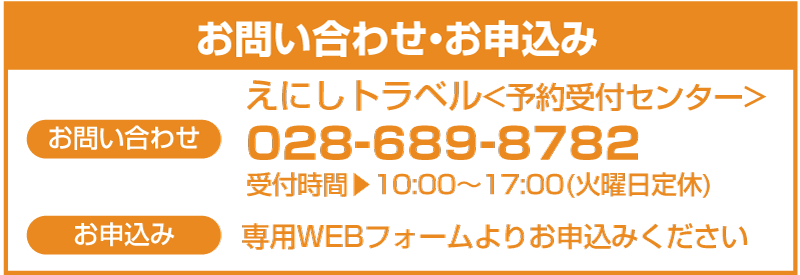 お問い合わせ・お申込み
えにしトラベル<予約受付センター>
お問い合わせ
028-689-8782
受付時間▶10:00～17:00(火曜日定休)
お申込み
専用WEBフォームよりお申込みください